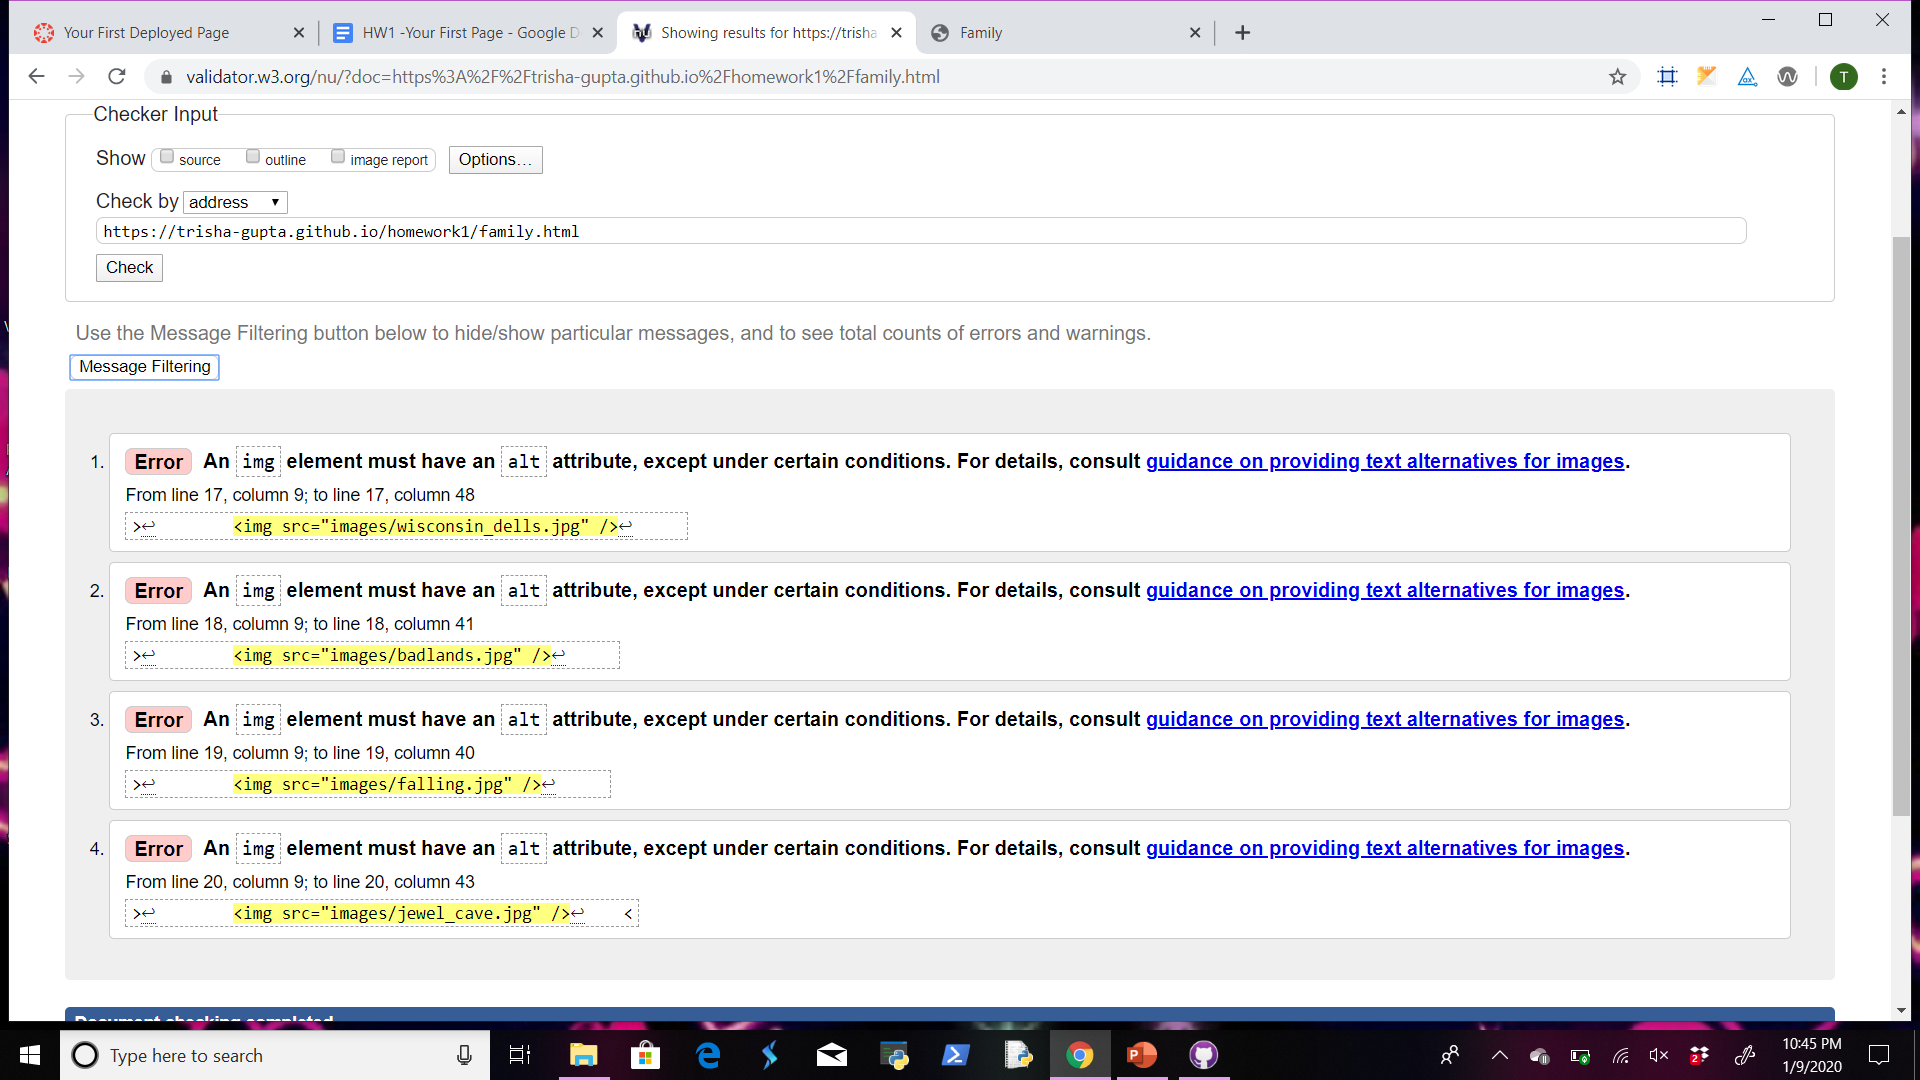 Your First Deployed Page
HW1 -Your First Page - Google D
Showing results for https://trisha
Family
validator.w3.org/nu/?doc=https%3A%2F%2Ftrisha-gupta.github.io%2Fhomework1%2Ffamily.html
T
Checker Input
Show source outline image report Options...
Check by address
https://trisha-gupta.github.io/homework1/family.html
Check
Use the Message Filtering button below to hide/show particular messages, and to see total counts of errors and warnings.
Message Filtering
1. Error An img element must have an alt attribute, except under certain conditions. For details, consult guidance on providing text alternatives for images.
From line 17, column 9; to line 17, column 48
>↩ <img src="images/wisconsin_dells.jpg" />↩
2. Error An img element must have an alt attribute, except under certain conditions. For details, consult guidance on providing text alternatives for images.
From line 18, column 9; to line 18, column 41
>↩ <img src="images/badlands.jpg" />↩
3. Error An img element must have an alt attribute, except under certain conditions. For details, consult guidance on providing text alternatives for images.
From line 19, column 9; to line 19, column 40
>↩ <img src="images/falling.jpg" />↩
4. Error An img element must have an alt attribute, except under certain conditions. For details, consult guidance on providing text alternatives for images.
From line 20, column 9; to line 20, column 43
>↩ <img src="images/jewel_cave.jpg" />↩ <
Document checking completed
Type here to search
10:45 PM
1/9/2020